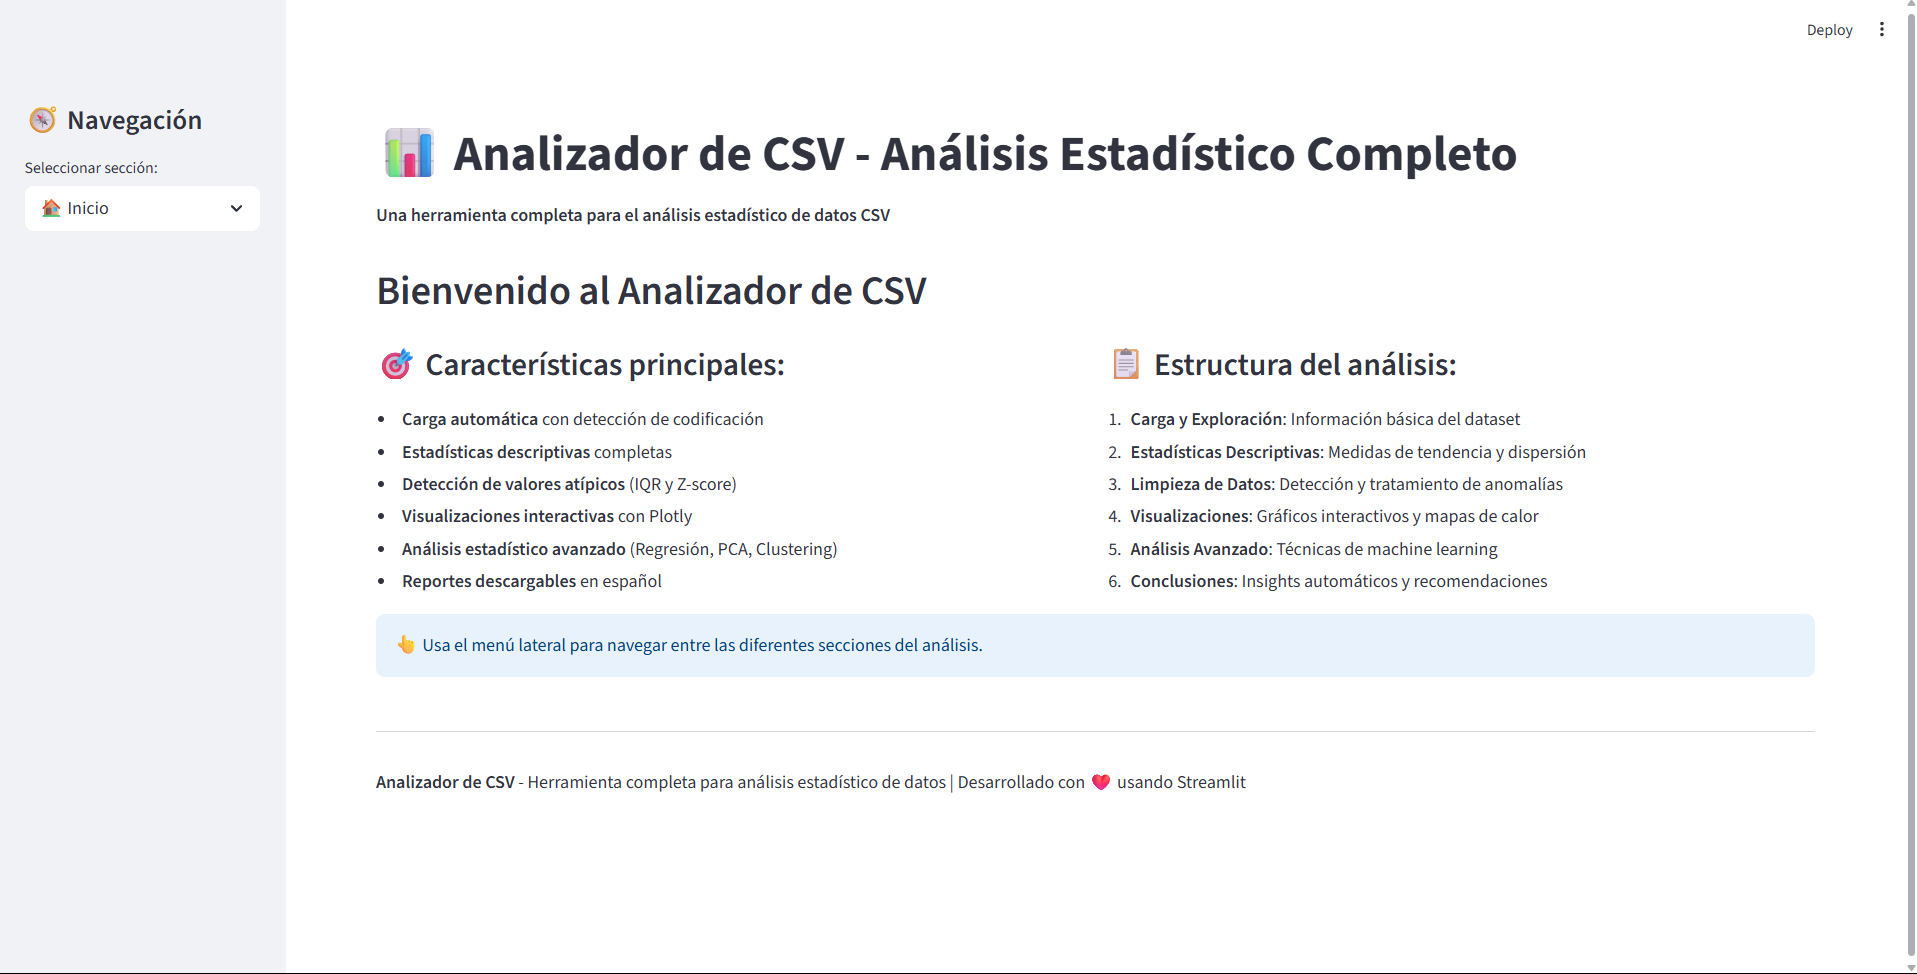 Deploy
Navegación
Seleccionar sección:
Inicio
Analizador de CSV - Análisis Estadístico Completo
Una herramienta completa para el análisis estadístico de datos CSV
Bienvenido al Analizador de CSV
Características principales:
• Carga automática con detección de codificación
• Estadísticas descriptivas completas
• Detección de valores atípicos (IQR y Z-score)
• Visualizaciones interactivas con Plotly
• Análisis estadístico avanzado (Regresión, PCA, Clustering)
• Reportes descargables en español
Estructura del análisis:
1. Carga y Exploración: Información básica del dataset
2. Estadísticas Descriptivas: Medidas de tendencia y dispersión
3. Limpieza de Datos: Detección y tratamiento de anomalías
4. Visualizaciones: Gráficos interactivos y mapas de calor
5. Análisis Avanzado: Técnicas de machine learning
6. Conclusiones: Insights automáticos y recomendaciones
👆 Usa el menú lateral para navegar entre las diferentes secciones del análisis.
Analizador de CSV - Herramienta completa para análisis estadístico de datos | Desarrollado con ❤️ usando Streamlit